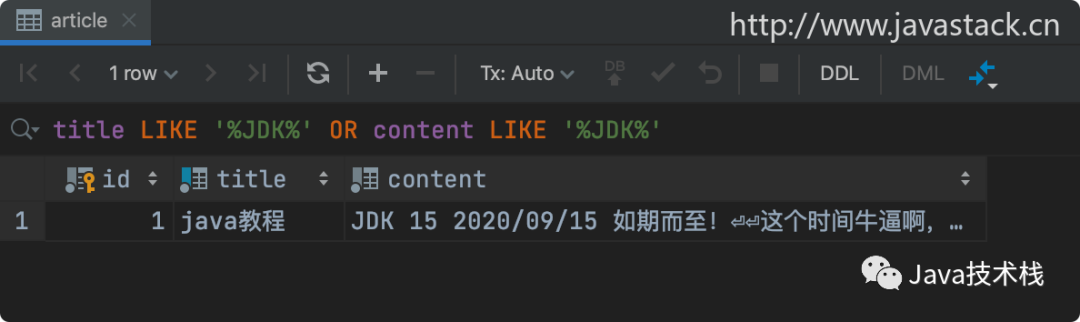 article
http://www.javastack.cn
1 row Tx: Auto DB DDL DML
title LIKE '%JDK%' OR content LIKE '%JDK%'
id title content
1 1 java教程 JDK 15 2020/09/15 如期而至！⏎⏎这个时间牛逼啊，…
Java技术栈